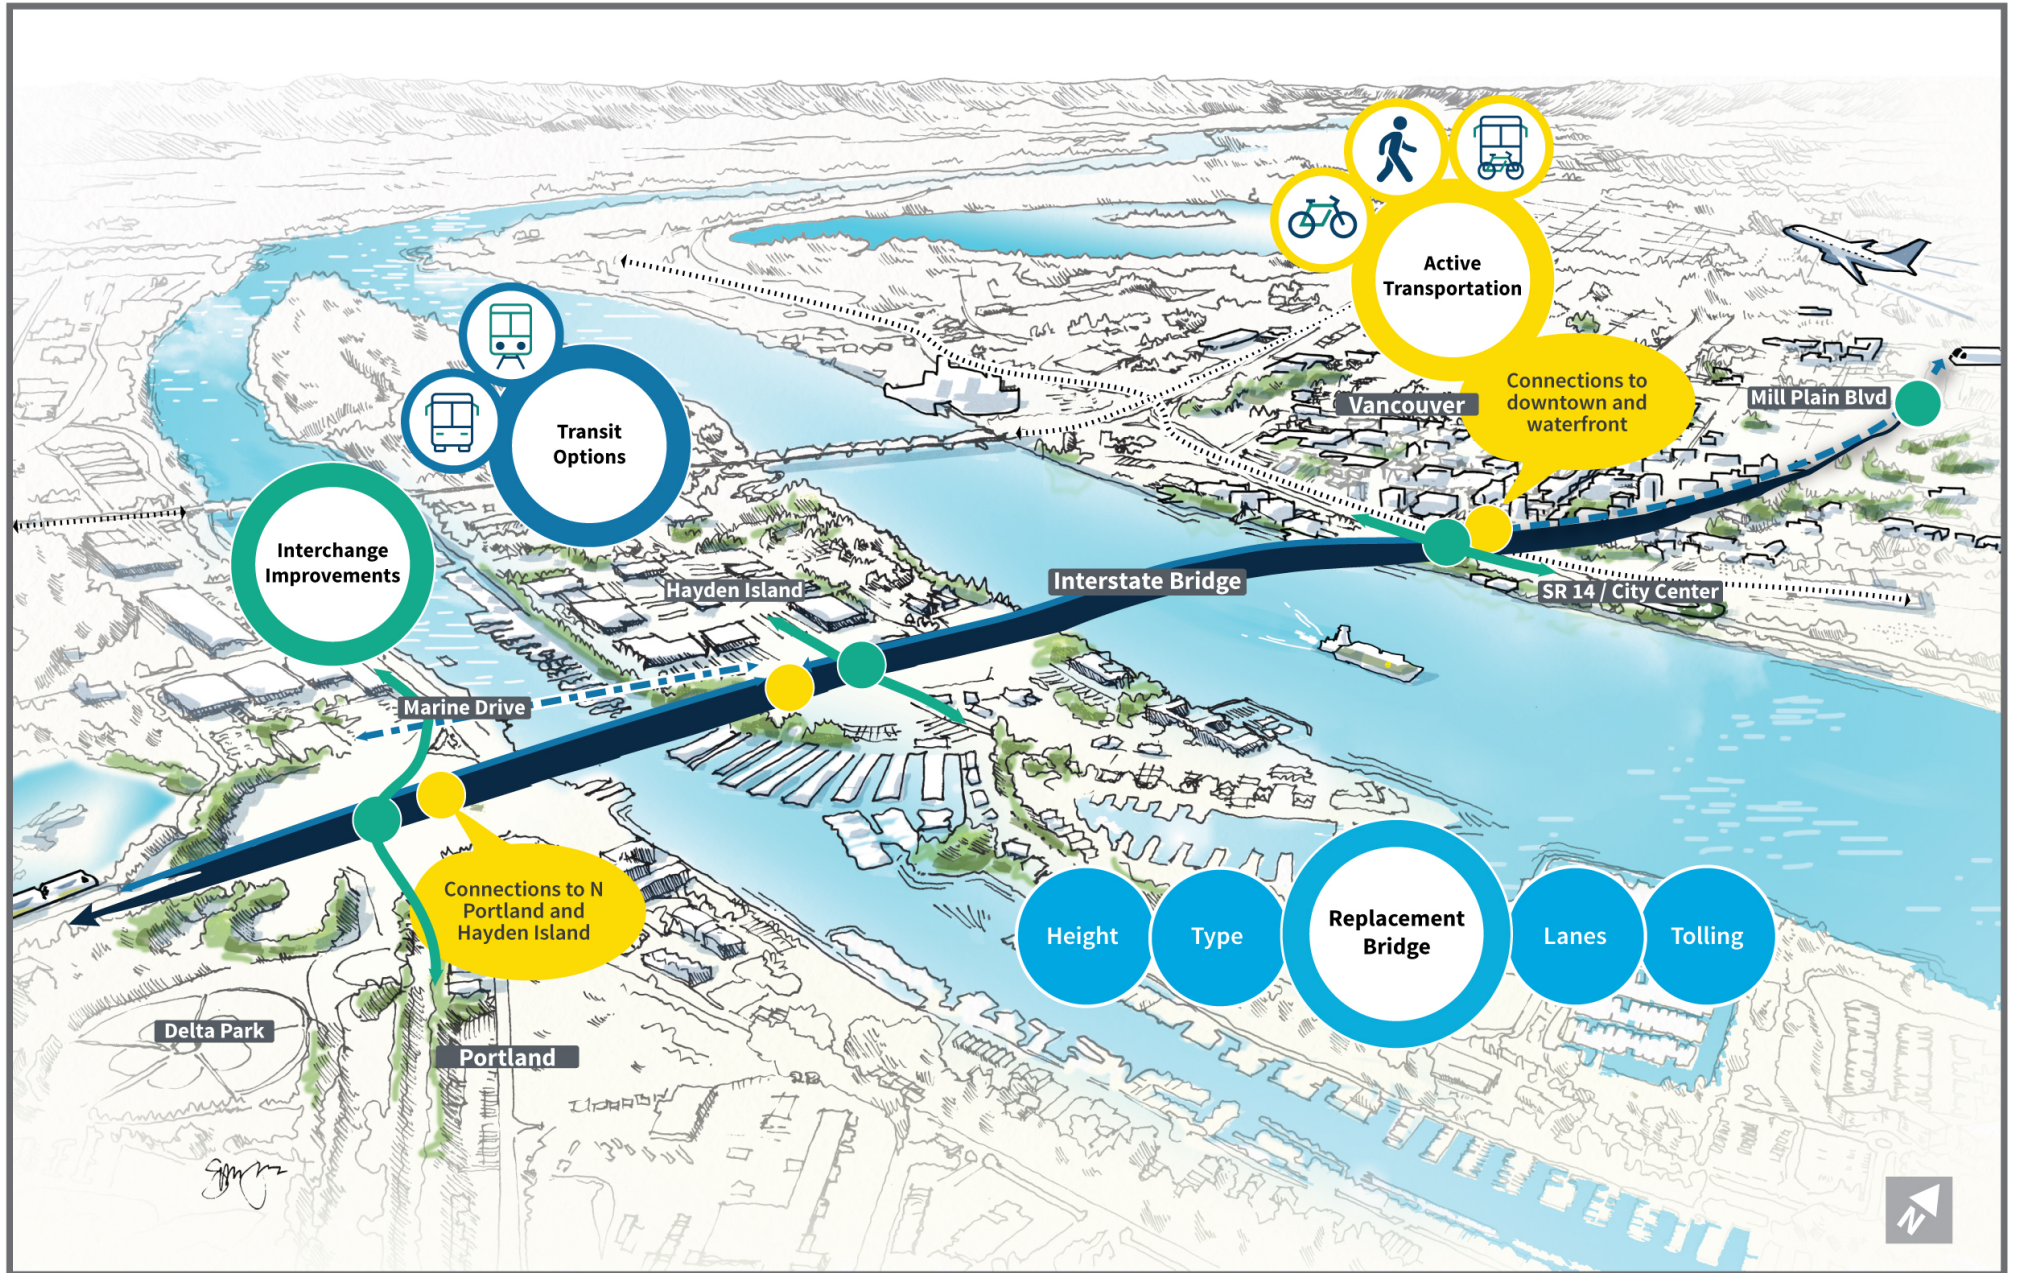 Active
Transportation
Connections to
downtown and
waterfront
Vancouver
Mill Plain Blvd
Transit
Options
Interchange
Improvements
Hayden Island
Interstate Bridge
SR 14 / City Center
Marine Drive
Connections to N
Portland and
Hayden Island
Height
Type
Replacement
Bridge
Lanes
Tolling
Delta Park
Portland
N